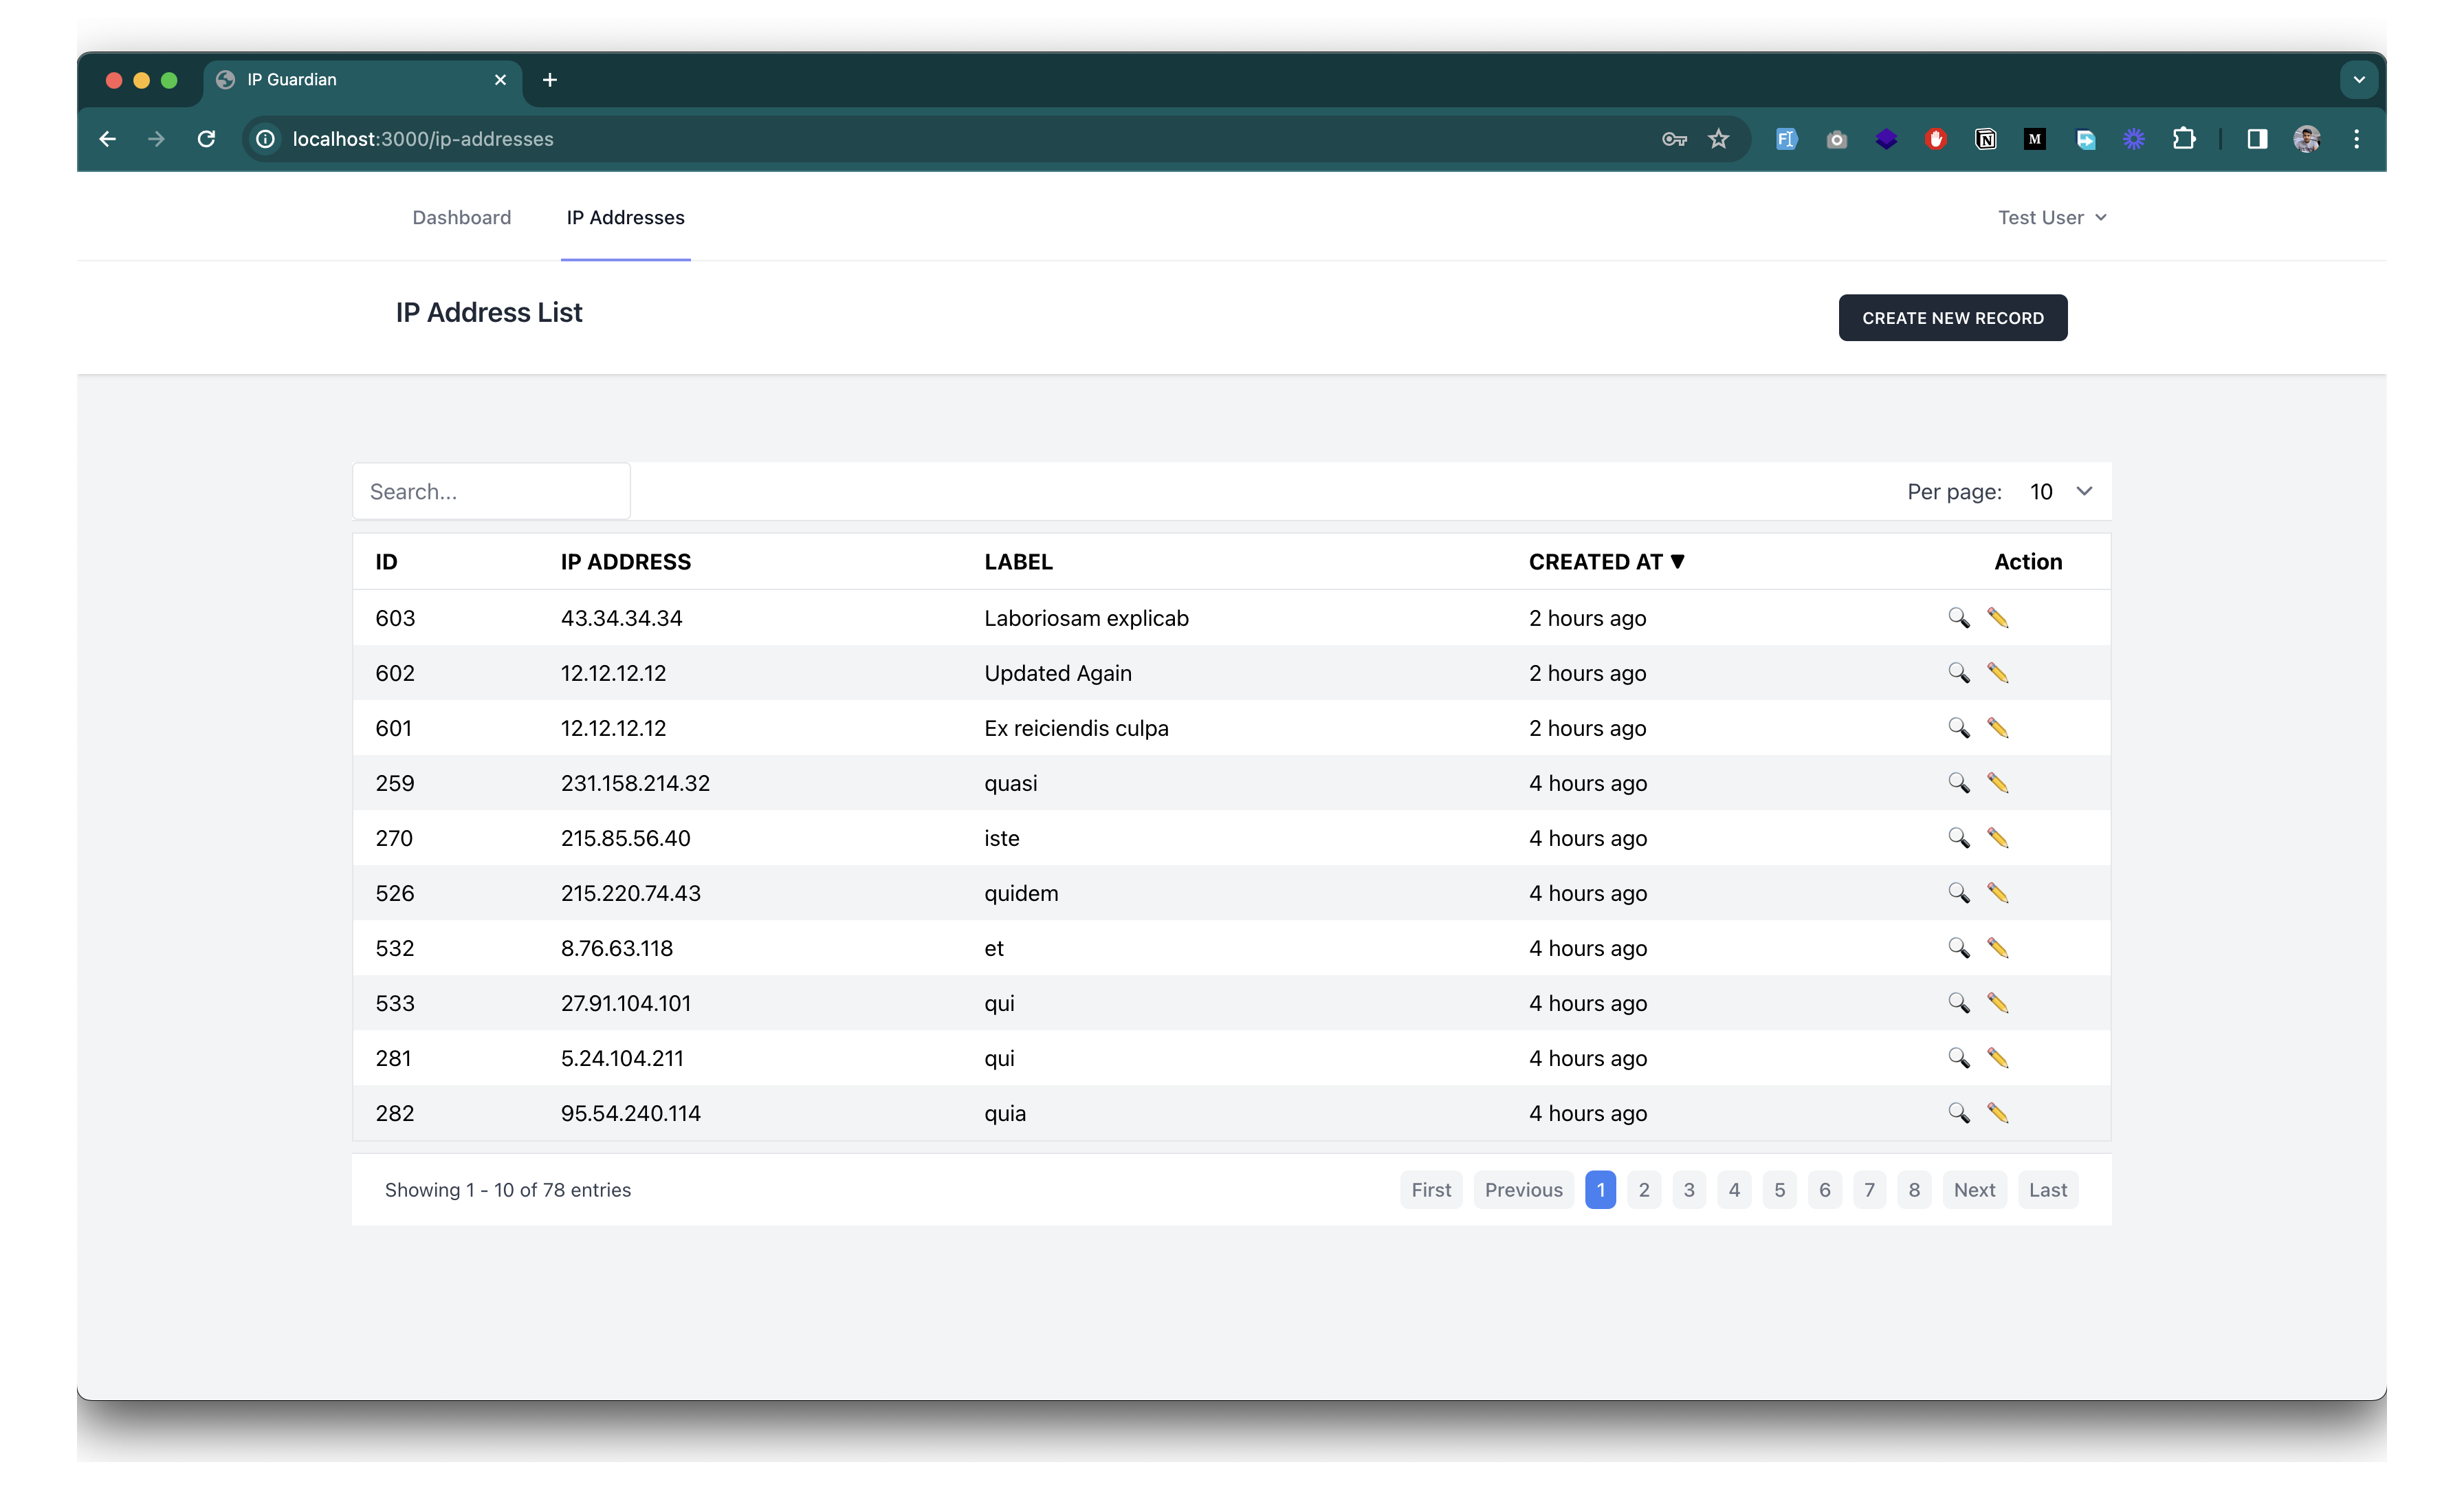 IP Guardian
localhost:3000/ip-addresses
Dashboard IP Addresses Test User
IP Address List CREATE NEW RECORD
Search... Per page: 10
ID IP ADDRESS LABEL CREATED AT ▼ Action
603 43.34.34.34 Laboriosam explicab 2 hours ago
602 12.12.12.12 Updated Again 2 hours ago
601 12.12.12.12 Ex reiciendis culpa 2 hours ago
259 231.158.214.32 quasi 4 hours ago
270 215.85.56.40 iste 4 hours ago
526 215.220.74.43 quidem 4 hours ago
532 8.76.63.118 et 4 hours ago
533 27.91.104.101 qui 4 hours ago
281 5.24.104.211 qui 4 hours ago
282 95.54.240.114 quia 4 hours ago
Showing 1 - 10 of 78 entries First Previous 1 2 3 4 5 6 7 8 Next Last